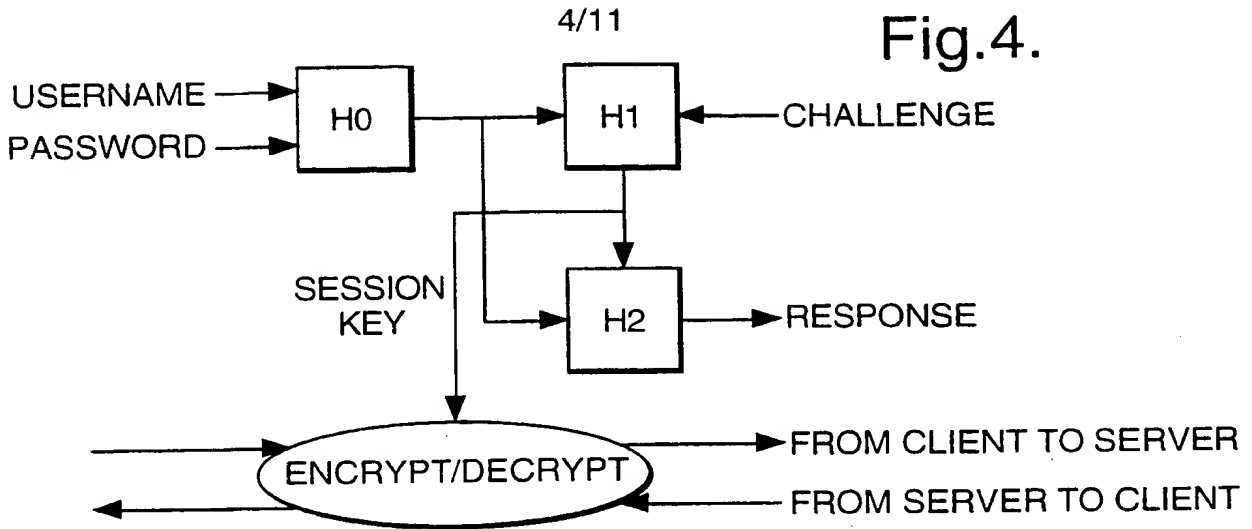 4/11
Fig.4.
USERNAME
PASSWORD
H0
H1
CHALLENGE
SESSION
KEY
H2
RESPONSE
ENCRYPT/DECRYPT
FROM CLIENT TO SERVER
FROM SERVER TO CLIENT